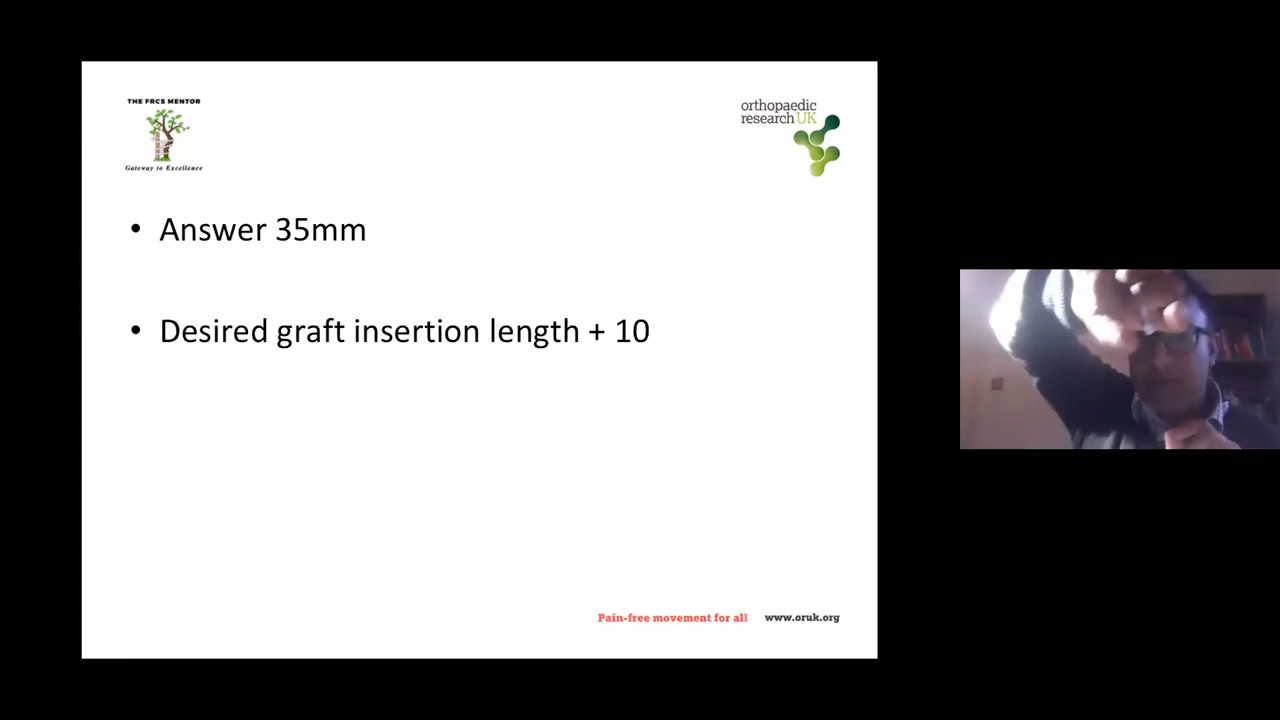 THE FRCS MENTOR
Gateway to Excellence
orthopaedic
research UK
• Answer 35mm
• Desired graft insertion length + 10
Pain-free movement for all www.oruk.org